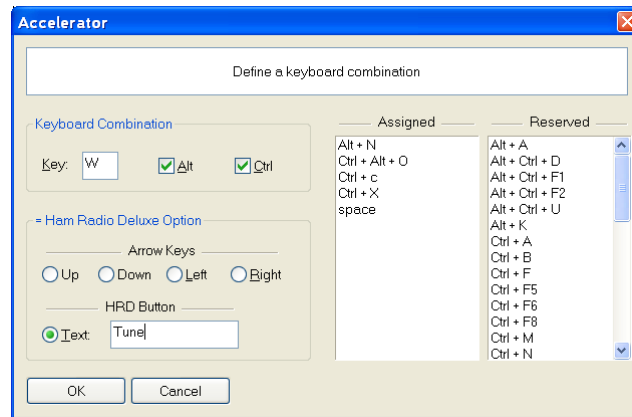 Accelerator
Define a keyboard combination
Keyboard Combination
Key: W Alt Ctrl
= Ham Radio Deluxe Option
Arrow Keys
Up Down Left Right
HRD Button
Text: Tune
OK Cancel
Assigned
Alt + N
Ctrl + Alt + O
Ctrl + c
Ctrl + X
space
Reserved
Alt + A
Alt + Ctrl + D
Alt + Ctrl + F1
Alt + Ctrl + F2
Alt + Ctrl + U
Alt + K
Ctrl + A
Ctrl + B
Ctrl + F
Ctrl + F5
Ctrl + F6
Ctrl + F8
Ctrl + M
Ctrl + N